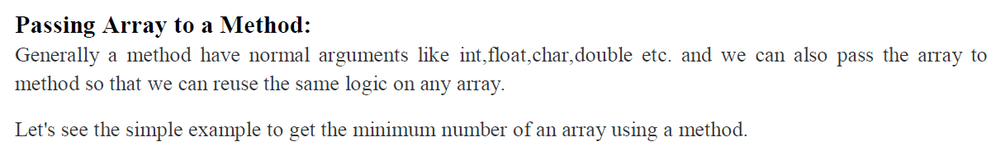 Passing Array to a Method:
Generally a method have normal arguments like int,float,char,double etc. and we can also pass the array to
method so that we can reuse the same logic on any array.
Let's see the simple example to get the minimum number of an array using a method.